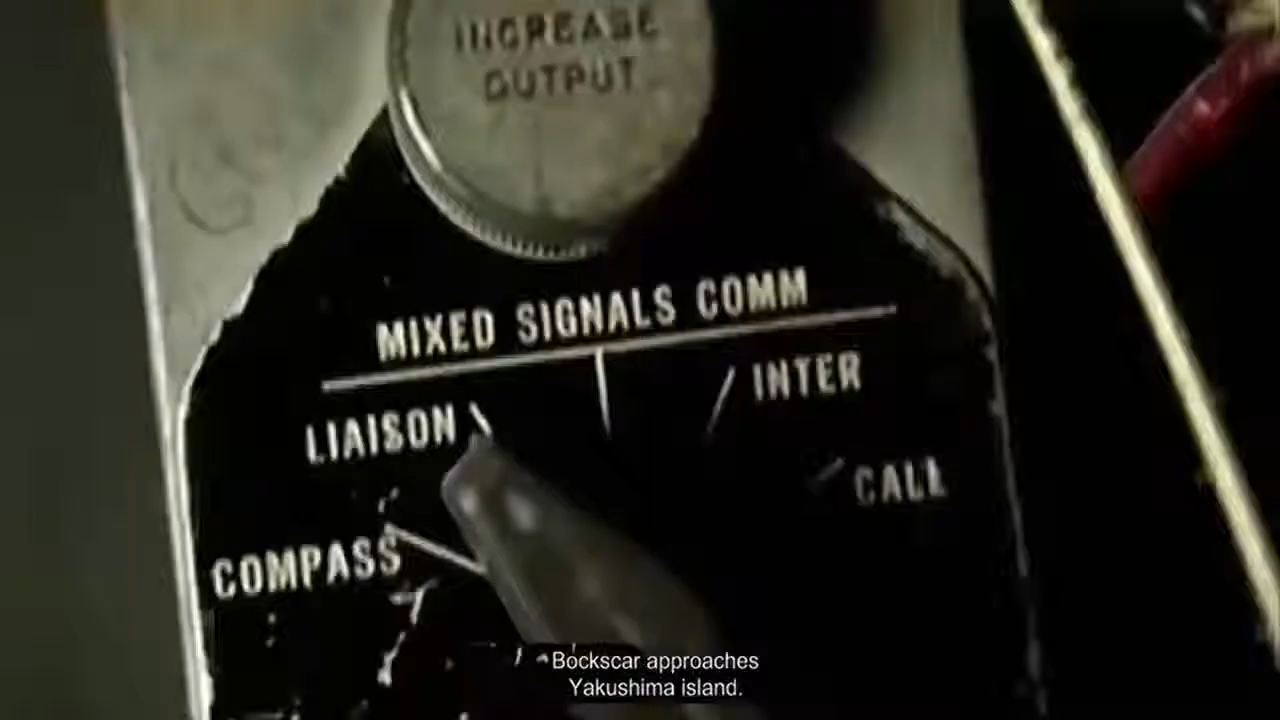 INCREASE
OUTPUT
MIXED SIGNALS COMM
INTER
LIAISON
CALL
COMPASS
Bockscar approaches
Yakushima island.